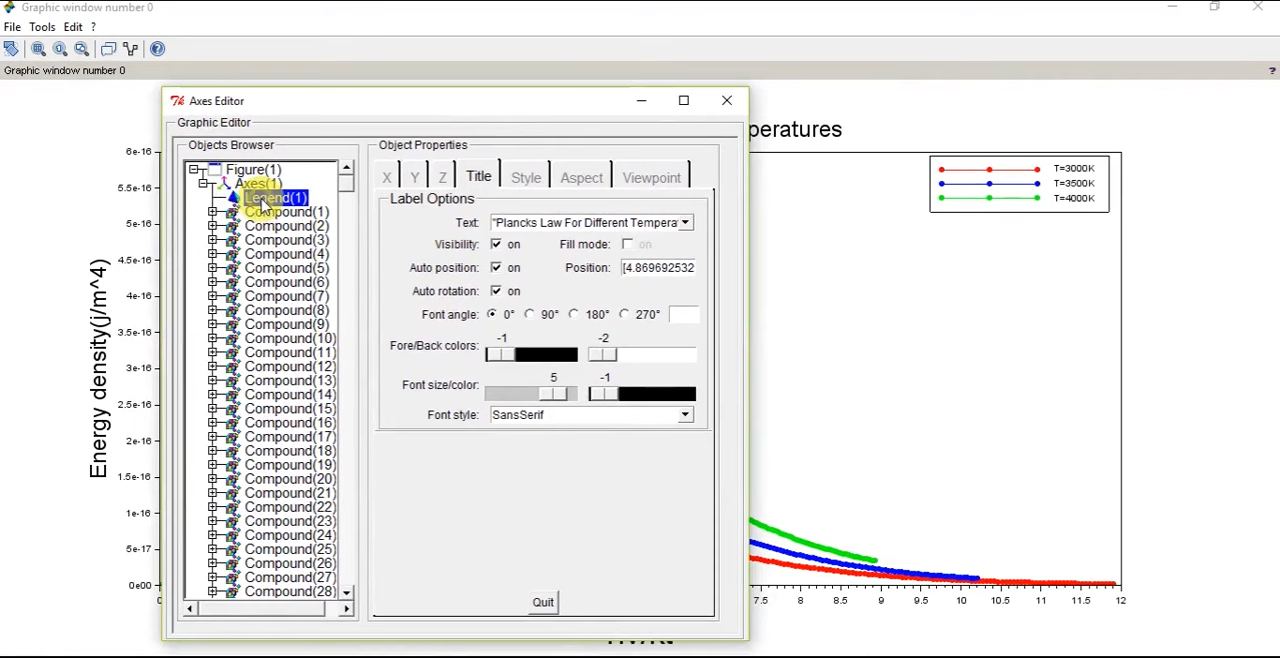 Graphic window number 0
File Tools Edit ?
Graphic window number 0
?
Axes Editor
Graphic Editor
Objects Browser
Figure(1)
Axes(1)
Legend(1)
Compound(1)
Compound(2)
Compound(3)
Compound(4)
Compound(5)
Compound(6)
Compound(7)
Compound(8)
Compound(9)
Compound(10)
Compound(11)
Compound(12)
Compound(13)
Compound(14)
Compound(15)
Compound(16)
Compound(17)
Compound(18)
Compound(19)
Compound(20)
Compound(21)
Compound(22)
Compound(23)
Compound(24)
Compound(25)
Compound(26)
Compound(27)
Compound(28)
Object Properties
X Y Z Title Style Aspect Viewpoint
Label Options
Text: "Plancks Law For Different Tempera
Visibility: on Fill mode: on
Auto position: on Position: [4.869692532
Auto rotation: on
Font angle: 0° 90° 180° 270°
-1 -2
Fore/Back colors:
5 -1
Font size/color:
Font style: SansSerif
Quit
peratures
T=3000K
T=3500K
T=4000K
Energy density(j/m^4)
6e-16
5.5e-16
5e-16
4.5e-16
4e-16
3.5e-16
3e-16
2.5e-16
2e-16
1.5e-16
1e-16
5e-17
0e00
7.5 8 8.5 9 9.5 10 10.5 11 11.5 12